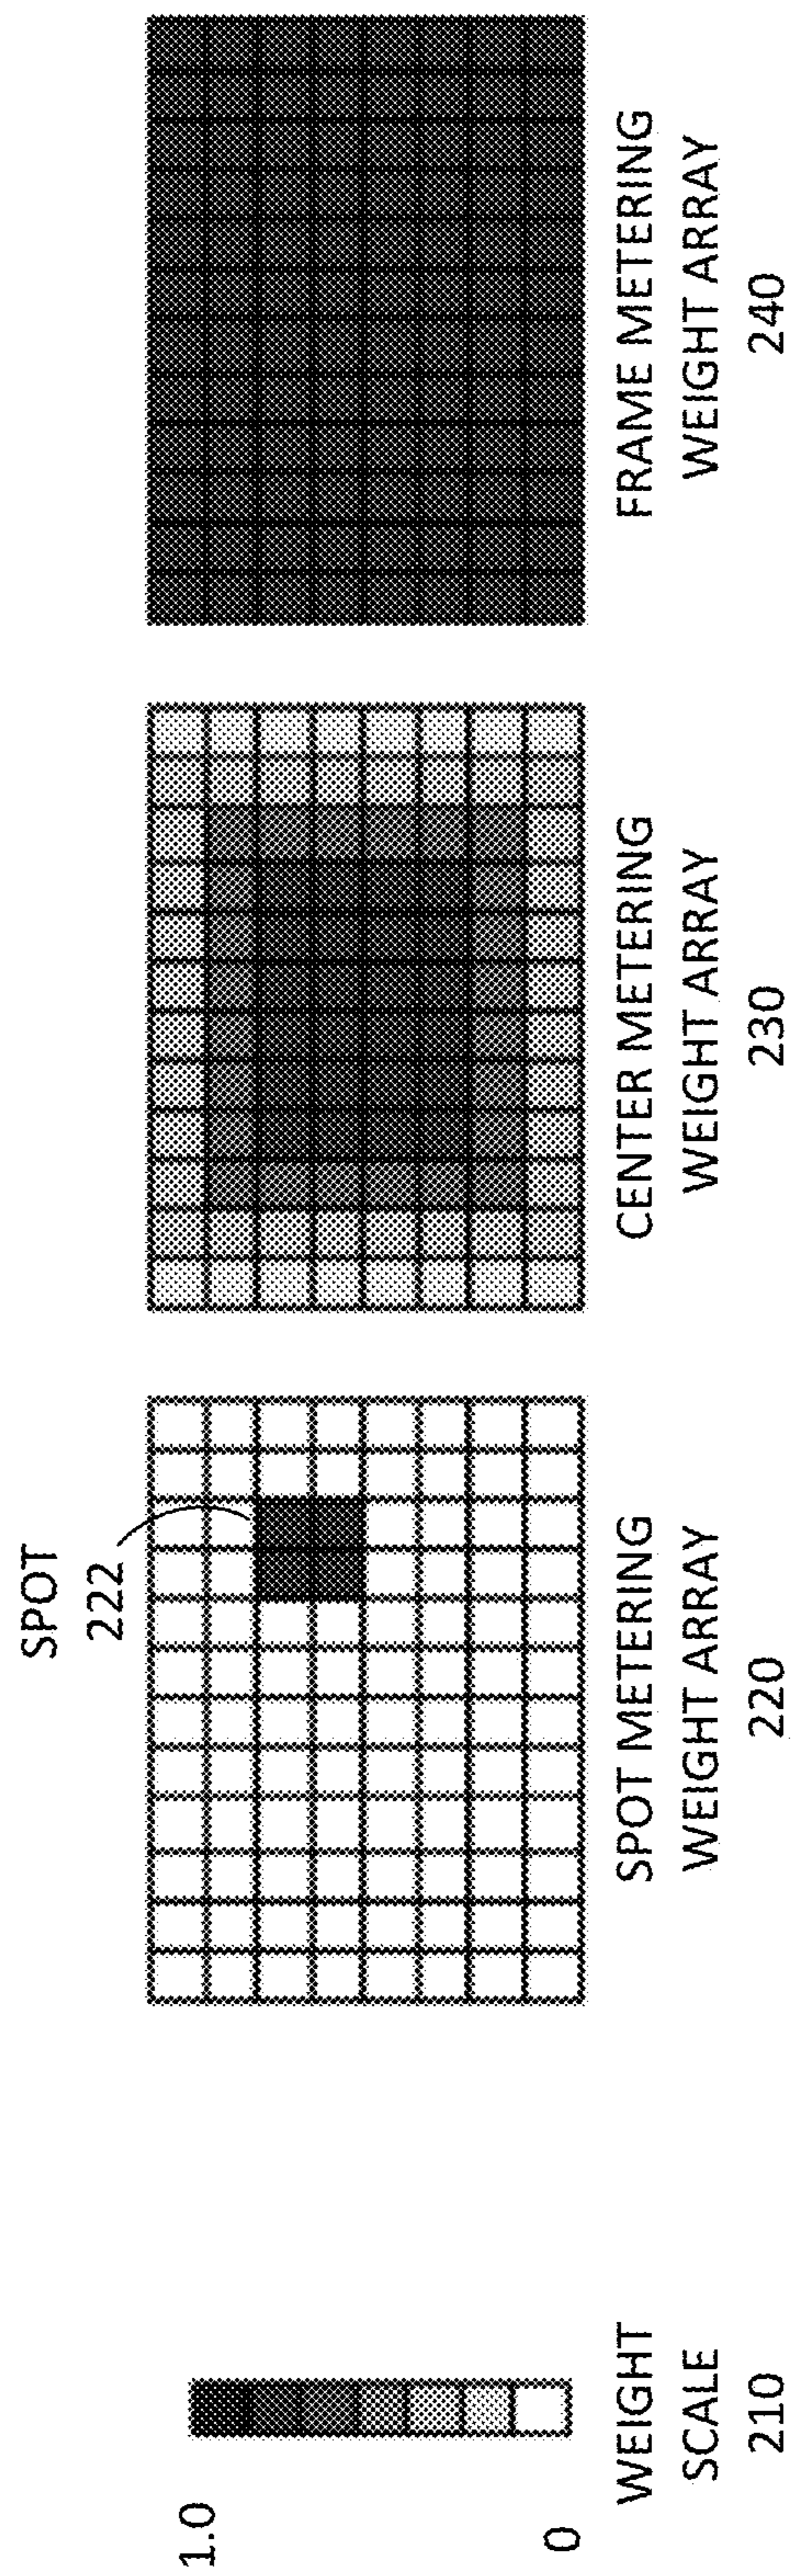 SPOT
222
1.0
0
WEIGHT
SCALE
210
SPOT METERING
WEIGHT ARRAY
220
CENTER METERING
WEIGHT ARRAY
230
FRAME METERING
WEIGHT ARRAY
240